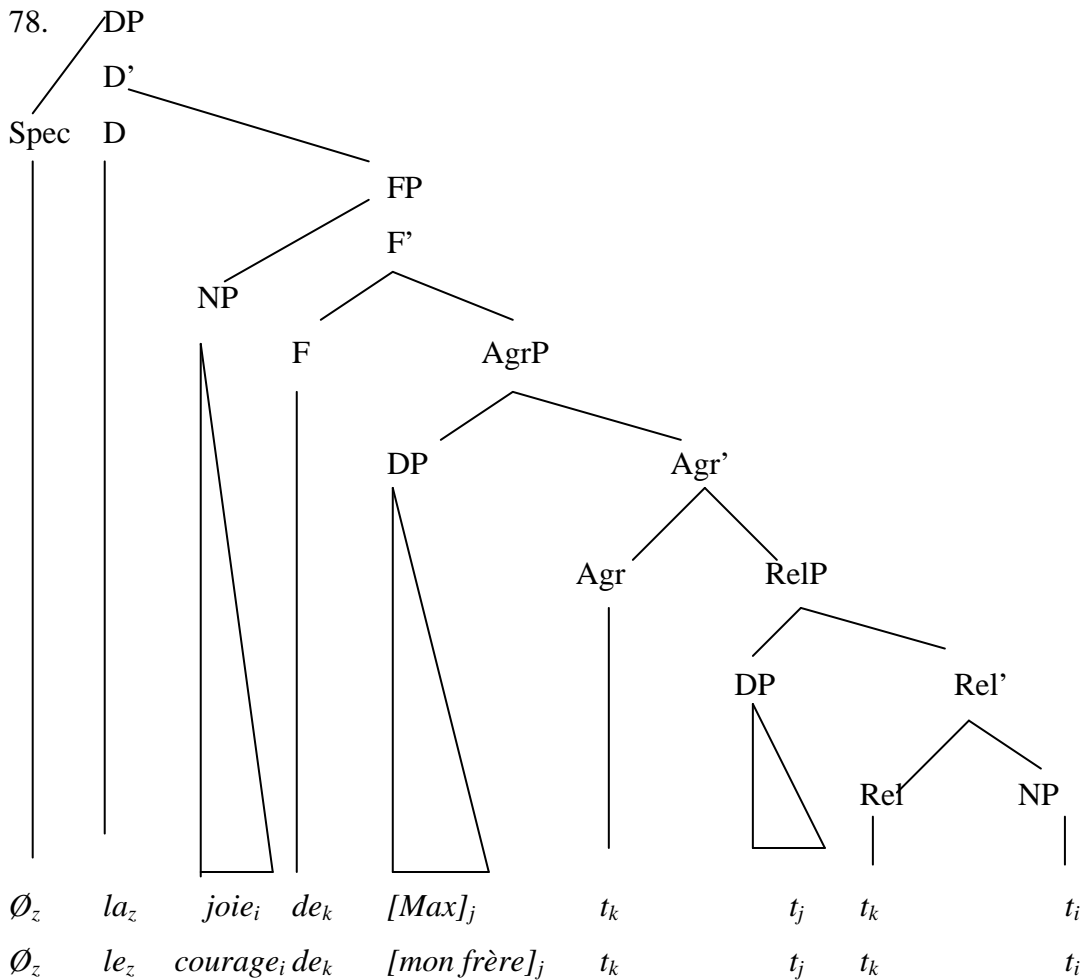 78. DP
D’
Spec D
FP
F’
NP
F AgrP
DP Agr’
Agr RelP
DP Rel’
Rel NP
Øz laz joiei dek [Max]j tk tj tk ti
Øz lez couragei dek [mon frère]j tk tj tk ti